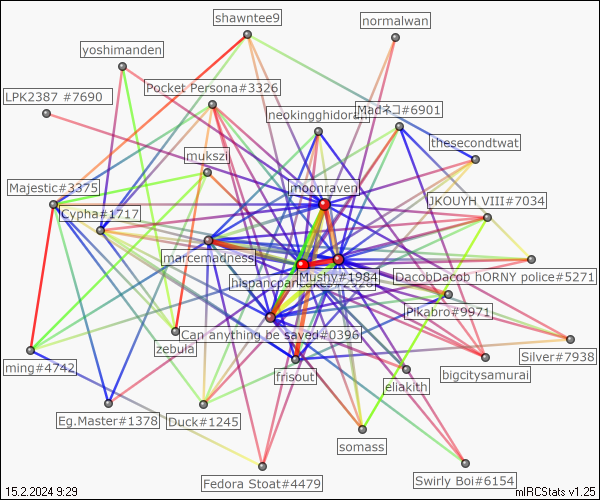 shawntee9
normalwan
yoshimanden
LPK2387 #7690
Pocket Persona#3326
neokingghidorah
Madネコ#6901
thesecondtwat
mukszi
Majestic#3375
moonraven
JKOUYH VIII#7034
Cypha#1717
marcemadness
Mushy#1984
DacobDacob hORNY police#5271
Pikabro#9971
Can anything be saved#0396
zebula
ming#4742
frisout
Silver#7938
bigcitysamurai
eliakith
Eg.Master#1378
Duck#1245
somass
Fedora Stoat#4479
Swirly Boi#6154
15.2.2024 9:29
mIRCStats v1.25